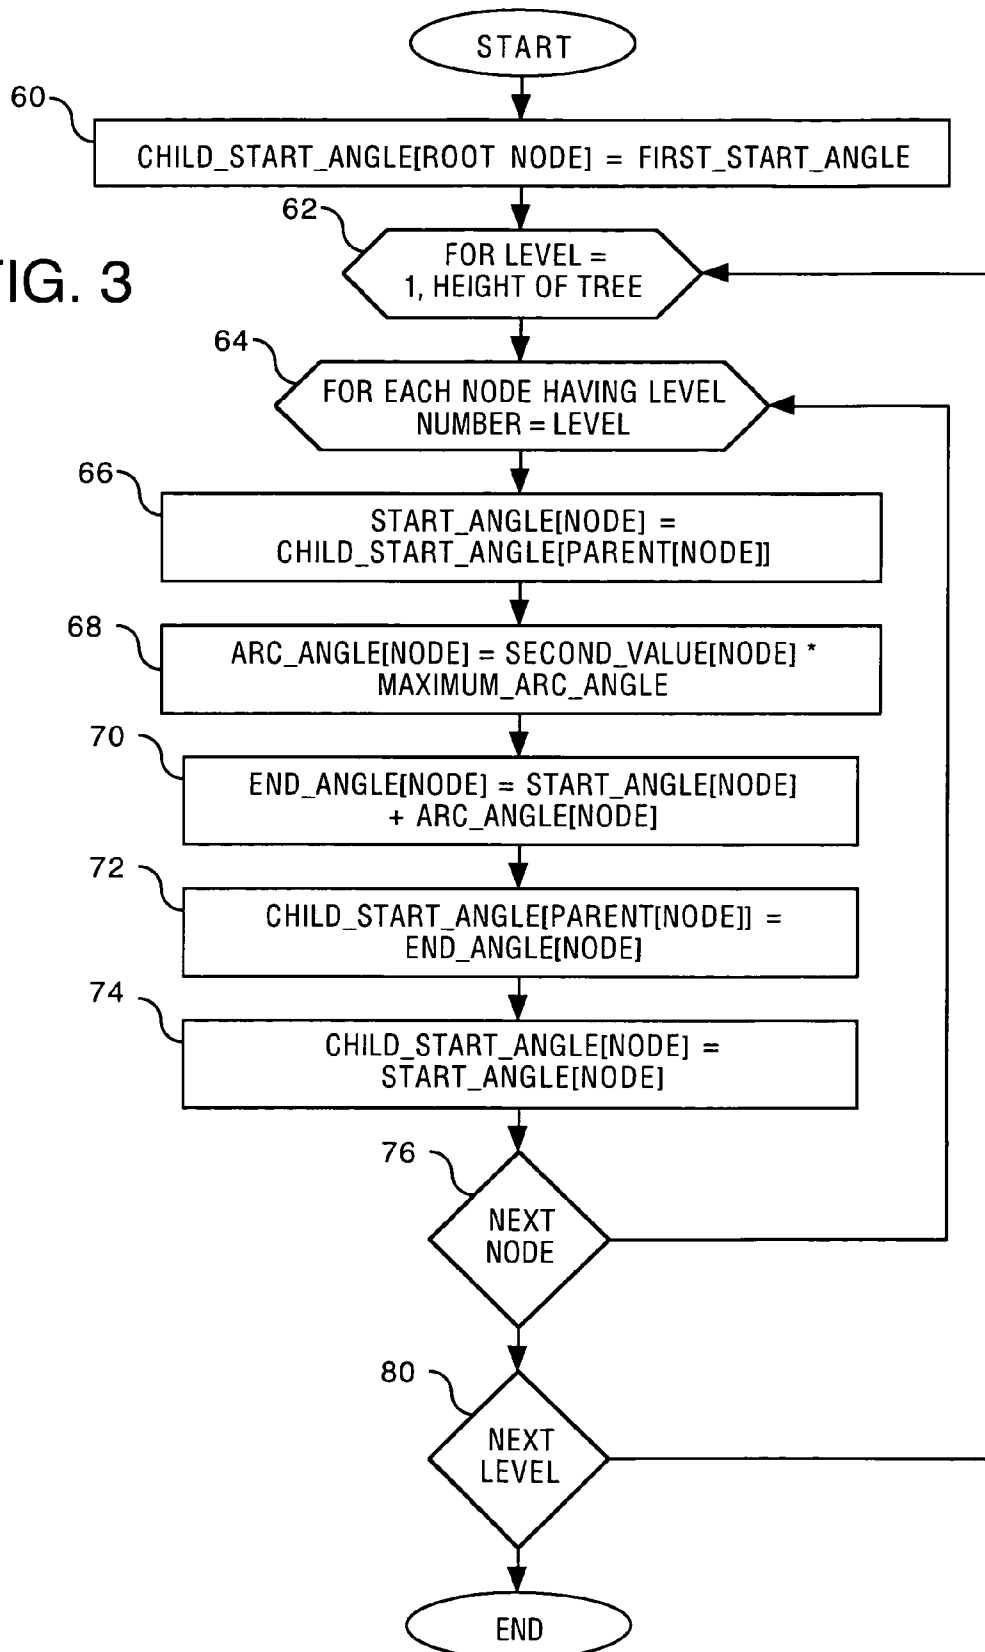 START
60
CHILD_START_ANGLE[ROOT NODE] = FIRST_START_ANGLE
62
FOR LEVEL =
1, HEIGHT OF TREE
FIG. 3
64
FOR EACH NODE HAVING LEVEL
NUMBER = LEVEL
66
START_ANGLE[NODE] =
CHILD_START_ANGLE[PARENT[NODE]]
68
ARC_ANGLE[NODE] = SECOND_VALUE[NODE] *
MAXIMUM_ARC_ANGLE
70
END_ANGLE[NODE] = START_ANGLE[NODE]
+ ARC_ANGLE[NODE]
72
CHILD_START_ANGLE[PARENT[NODE]] =
END_ANGLE[NODE]
74
CHILD_START_ANGLE[NODE] =
START_ANGLE[NODE]
76
NEXT
NODE
80
NEXT
LEVEL
END